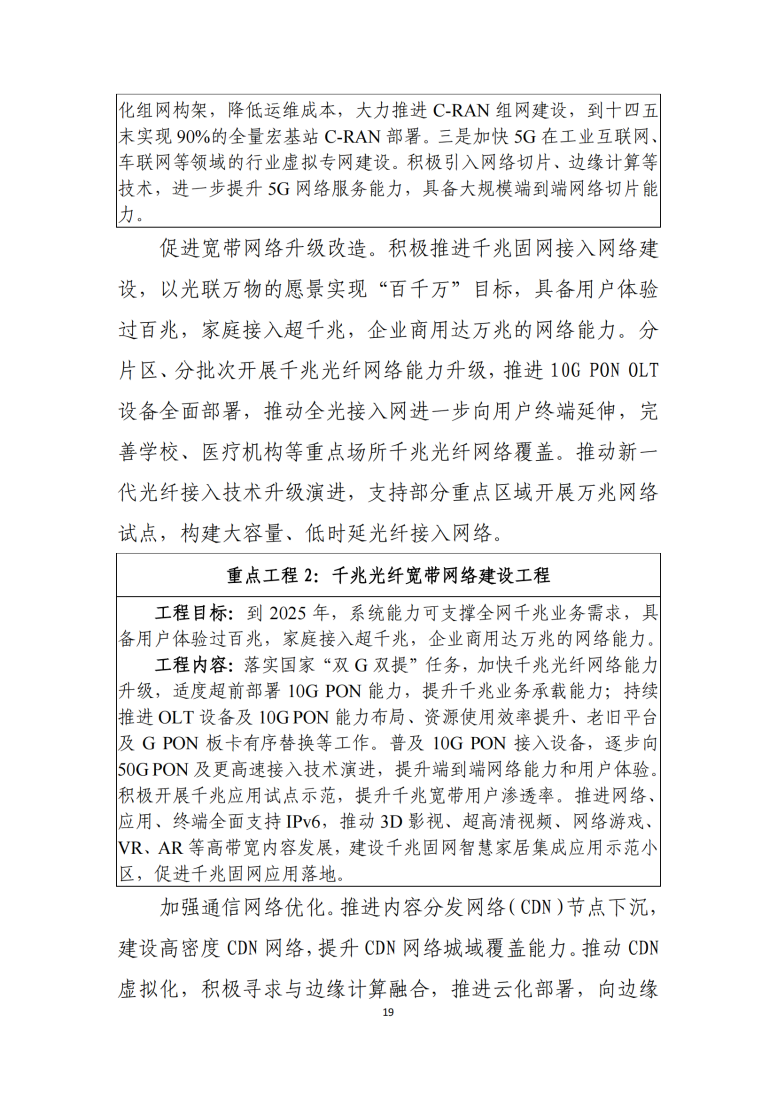 化组网构架，降低运维成本，大力推进 C-RAN 组网建设，到十四五
末实现 90%的全量宏基站 C-RAN 部署。三是加快 5G 在工业互联网、
车联网等领域的行业虚拟专网建设。积极引入网络切片、边缘计算等
技术，进一步提升 5G 网络服务能力，具备大规模端到端网络切片能
力。
促进宽带网络升级改造。积极推进千兆固网接入网络建
设，以光联万物的愿景实现“百千万”目标，具备用户体验
过百兆，家庭接入超千兆，企业商用达万兆的网络能力。分
片区、分批次开展千兆光纤网络能力升级，推进 10G PON OLT
设备全面部署，推动全光接入网进一步向用户终端延伸，完
善学校、医疗机构等重点场所千兆光纤网络覆盖。推动新一
代光纤接入技术升级演进，支持部分重点区域开展万兆网络
试点，构建大容量、低时延光纤接入网络。
重点工程 2：千兆光纤宽带网络建设工程
工程目标：到 2025 年，系统能力可支撑全网千兆业务需求，具
备用户体验过百兆，家庭接入超千兆，企业商用达万兆的网络能力。
工程内容：落实国家“双 G 双提”任务，加快千兆光纤网络能力
升级，适度超前部署 10G PON 能力，提升千兆业务承载能力；持续
推进 OLT 设备及 10G PON 能力布局、资源使用效率提升、老旧平台
及 G PON 板卡有序替换等工作。普及 10G PON 接入设备，逐步向
50G PON 及更高速接入技术演进，提升端到端网络能力和用户体验。
积极开展千兆应用试点示范，提升千兆宽带用户渗透率。推进网络、
应用、终端全面支持 IPv6，推动 3D 影视、超高清视频、网络游戏、
VR、AR 等高带宽内容发展，建设千兆固网智慧家居集成应用示范小
区，促进千兆固网应用落地。
加强通信网络优化。推进内容分发网络（CDN）节点下沉，
建设高密度 CDN 网络，提升 CDN 网络城域覆盖能力。推动 CDN
虚拟化，积极寻求与边缘计算融合，推进云化部署，向边缘
19